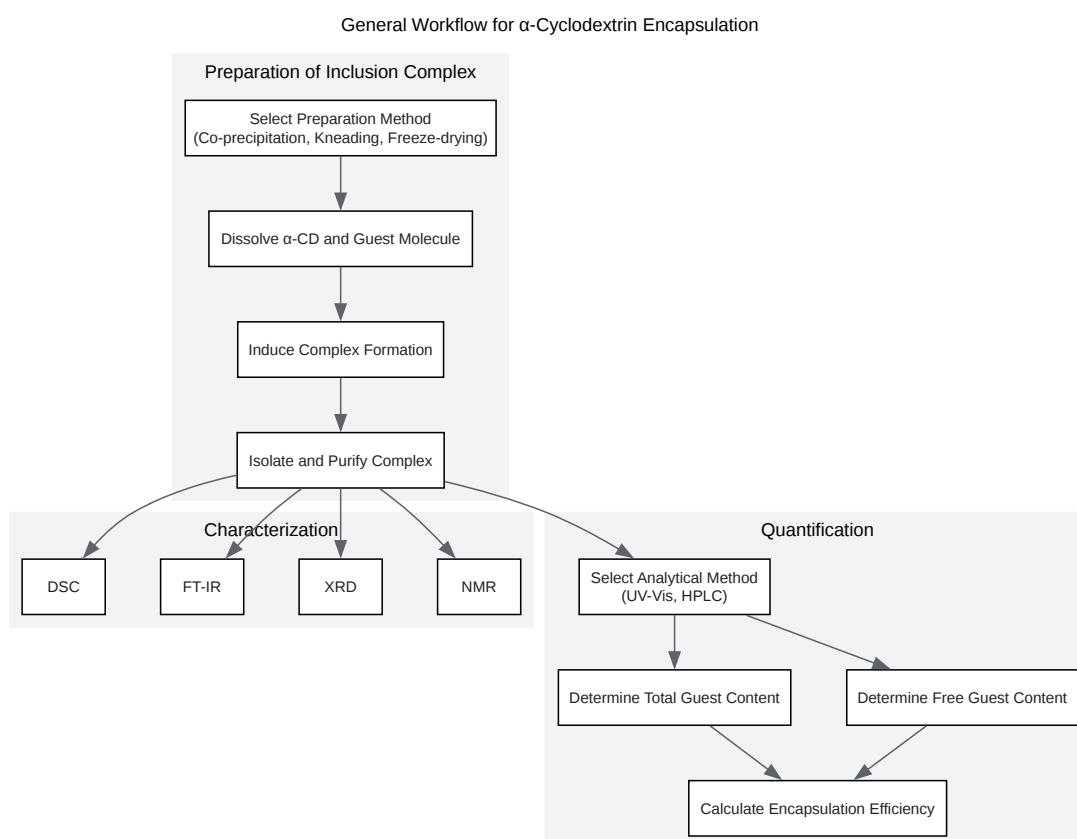 General Workflow for α-Cyclodextrin Encapsulation
Preparation of Inclusion Complex
Select Preparation Method
(Co-precipitation, Kneading, Freeze-drying)
Dissolve α-CD and Guest Molecule
Induce Complex Formation
Isolate and Purify Complex
Characterization
DSC
FT-IR
XRD
NMR
Quantification
Select Analytical Method
(UV-Vis, HPLC)
Determine Total Guest Content
Determine Free Guest Content
Calculate Encapsulation Efficiency